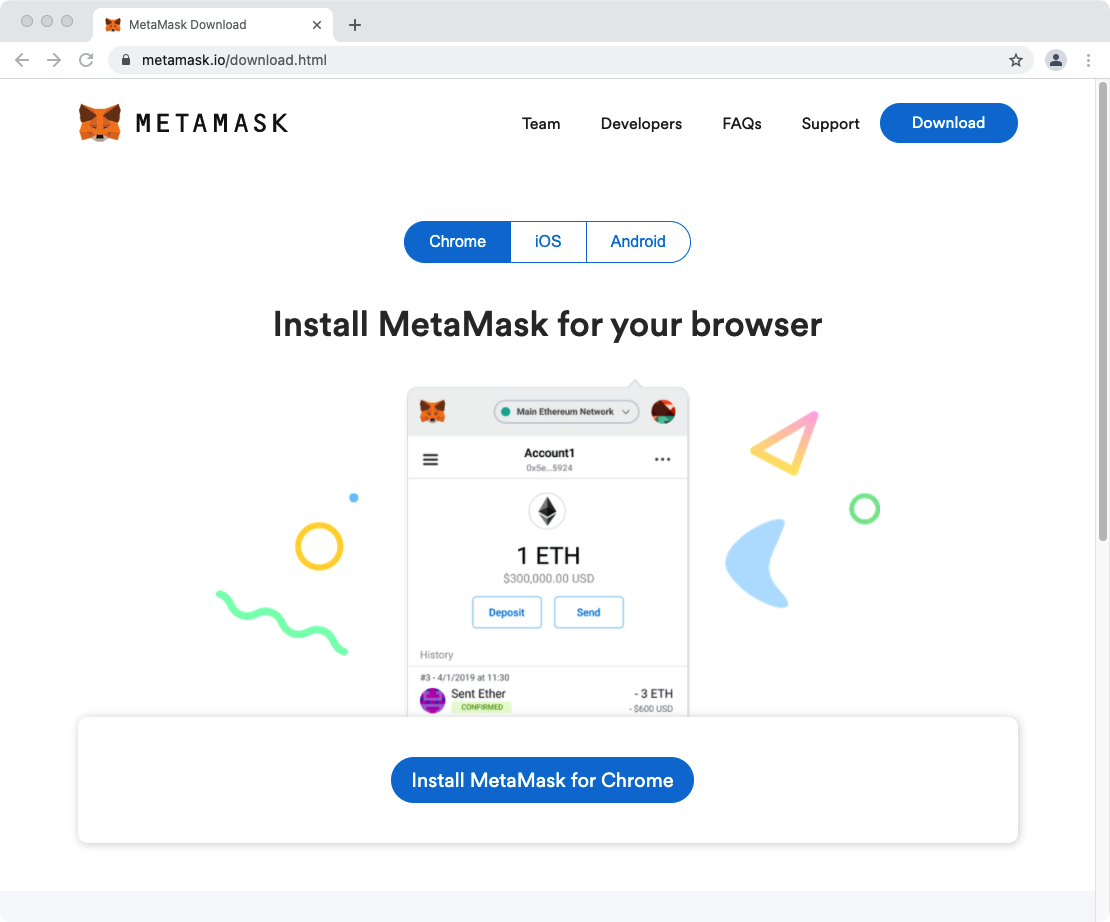 MetaMask Download
metamask.io/download.html
METAMASK
Team Developers FAQs Support Download
Chrome iOS Android
Install MetaMask for your browser
Main Ethereum Network
Account1
0x5e...5924
1 ETH
$300,000.00 USD
Deposit Send
History
#3 - 4/1/2019 at 11:30
Sent Ether - 3 ETH
CONFIRMED - $600 USD
Install MetaMask for Chrome